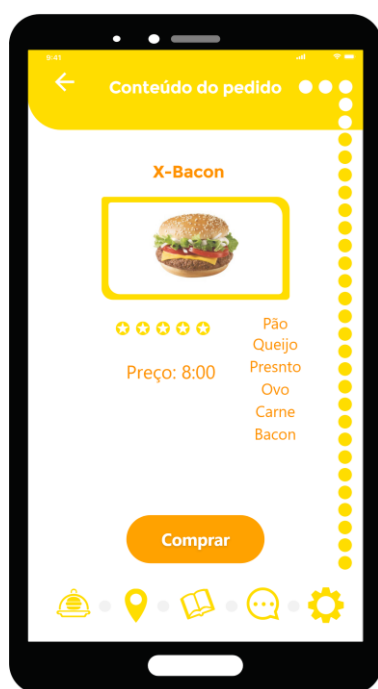 9:41
Conteúdo do pedido
X-Bacon
Pão
Queijo
Preço: 8:00
Presnto
Ovo
Carne
Bacon
Comprar